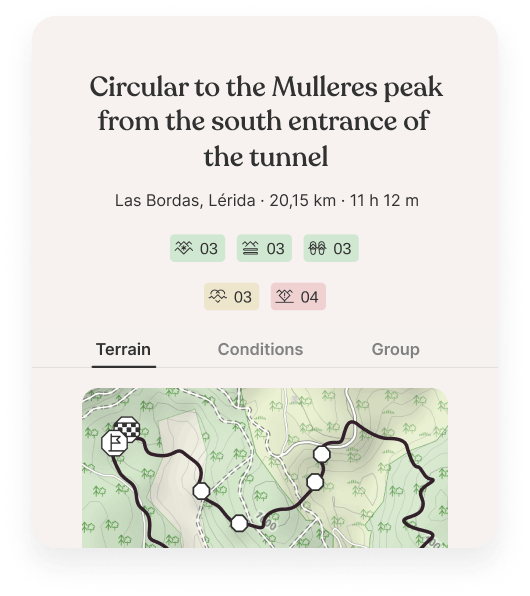 Circular to the Mulleres peak
from the south entrance of
the tunnel
Las Bordas, Lérida · 20,15 km · 11 h 12 m
03 03 03
03 04
Terrain Conditions Group